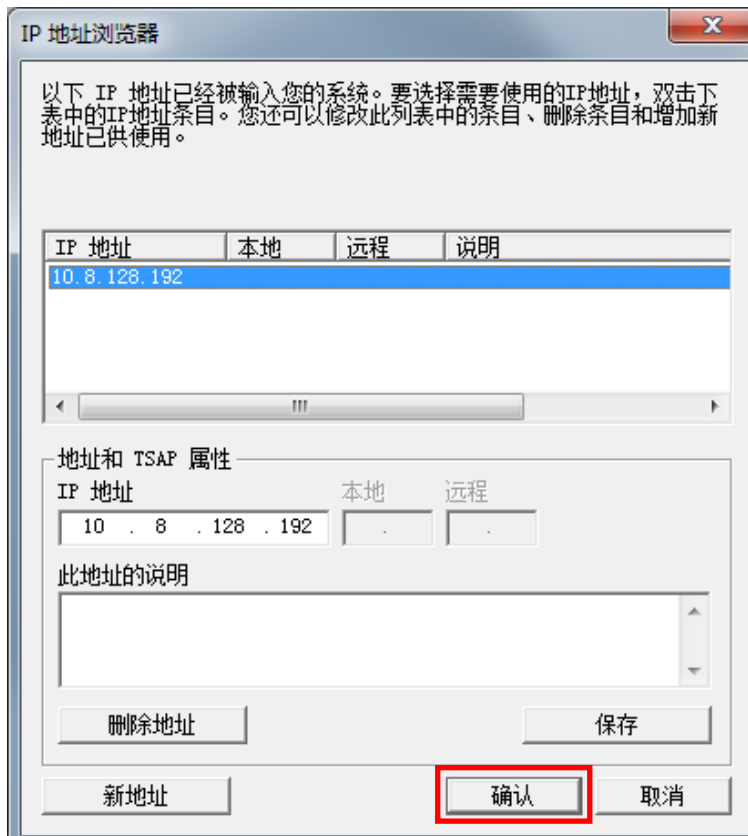 IP 地址浏览器
以下 IP 地址已经被输入您的系统。要选择需要使用的IP地址，双击下
表中的IP地址条目。您还可以修改此列表中的条目、删除条目和增加新
地址已供使用。
IP 地址 本地 远程 说明
10.8.128.192
地址和 TSAP 属性
IP 地址 本地 远程
10 . 8 . 128 . 192 . .
此地址的说明
删除地址 保存
新地址 确认 取消